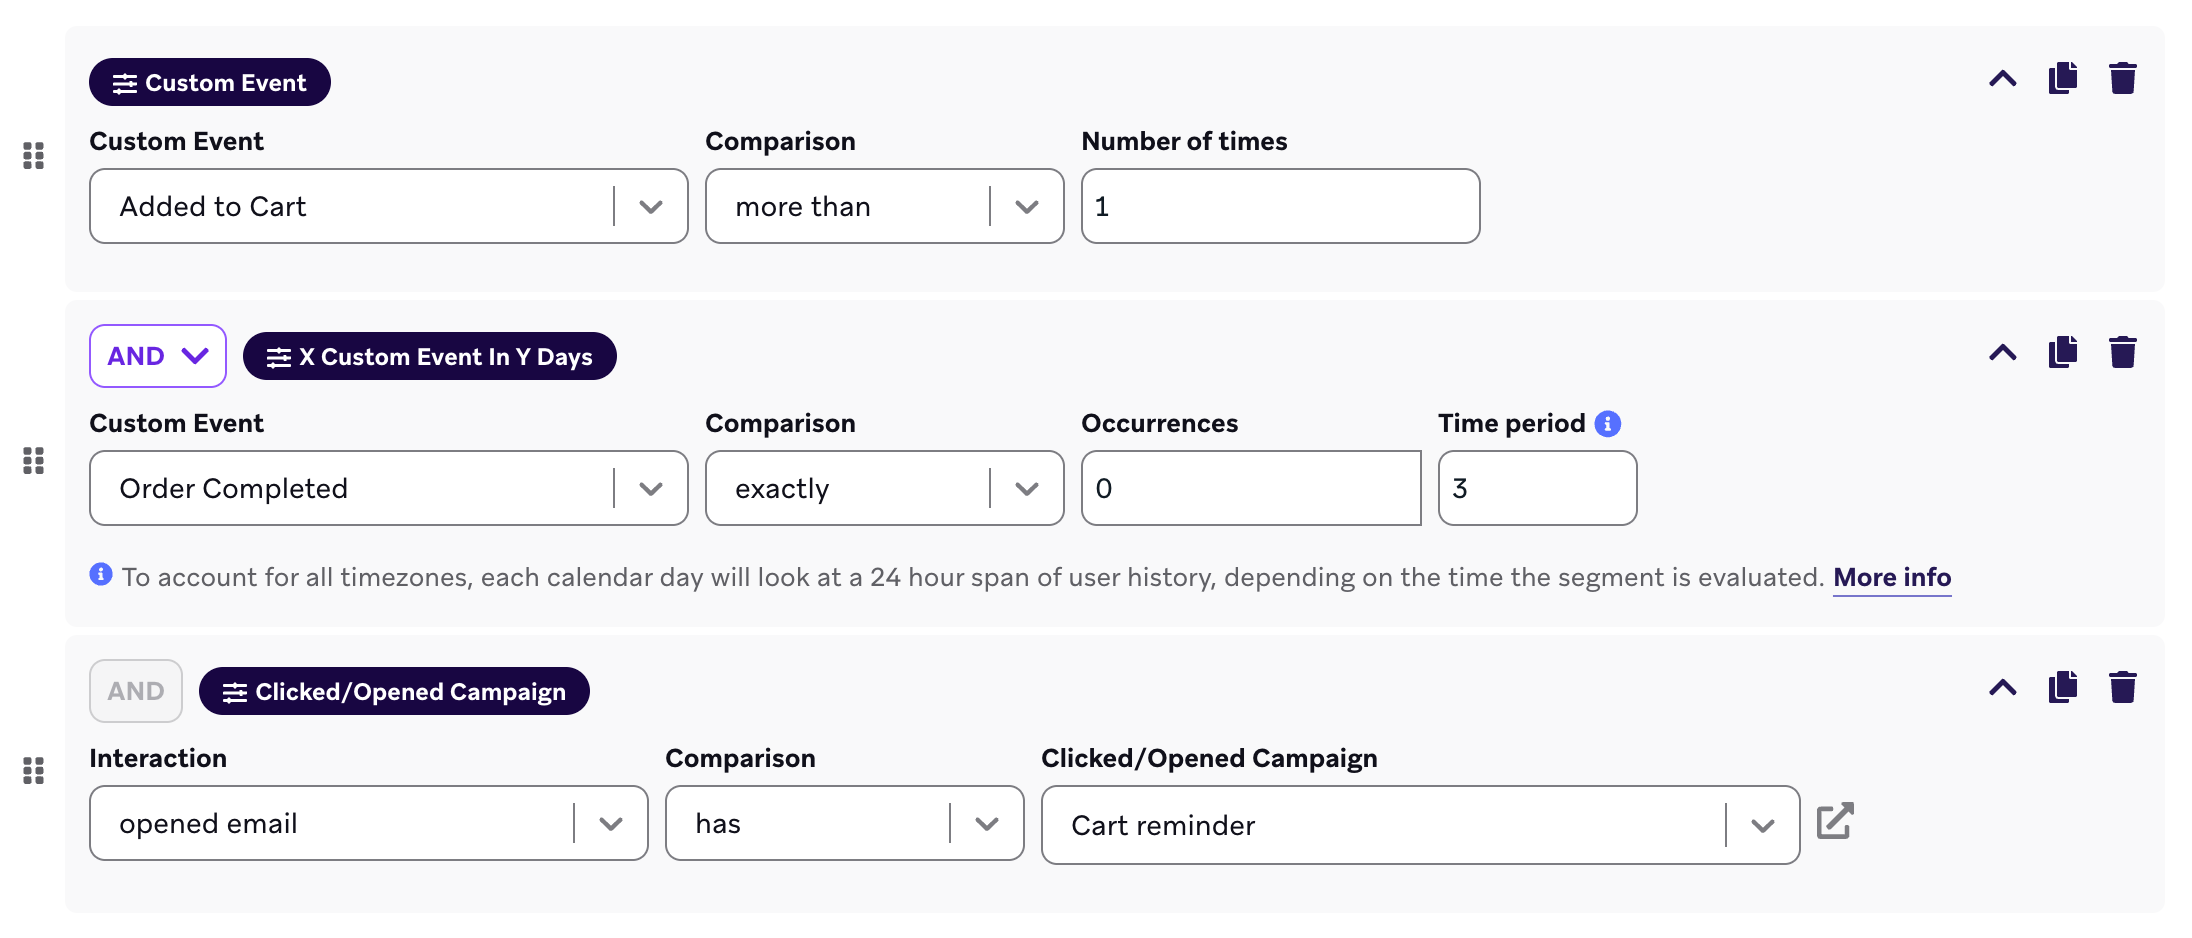 Custom Event
Custom Event Comparison Number of times
Added to Cart more than 1
AND X Custom Event In Y Days
Custom Event Comparison Occurrences Time period
Order Completed exactly 0 3
To account for all timezones, each calendar day will look at a 24 hour span of user history, depending on the time the segment is evaluated. More info
AND Clicked/Opened Campaign
Interaction Comparison Clicked/Opened Campaign
opened email has Cart reminder